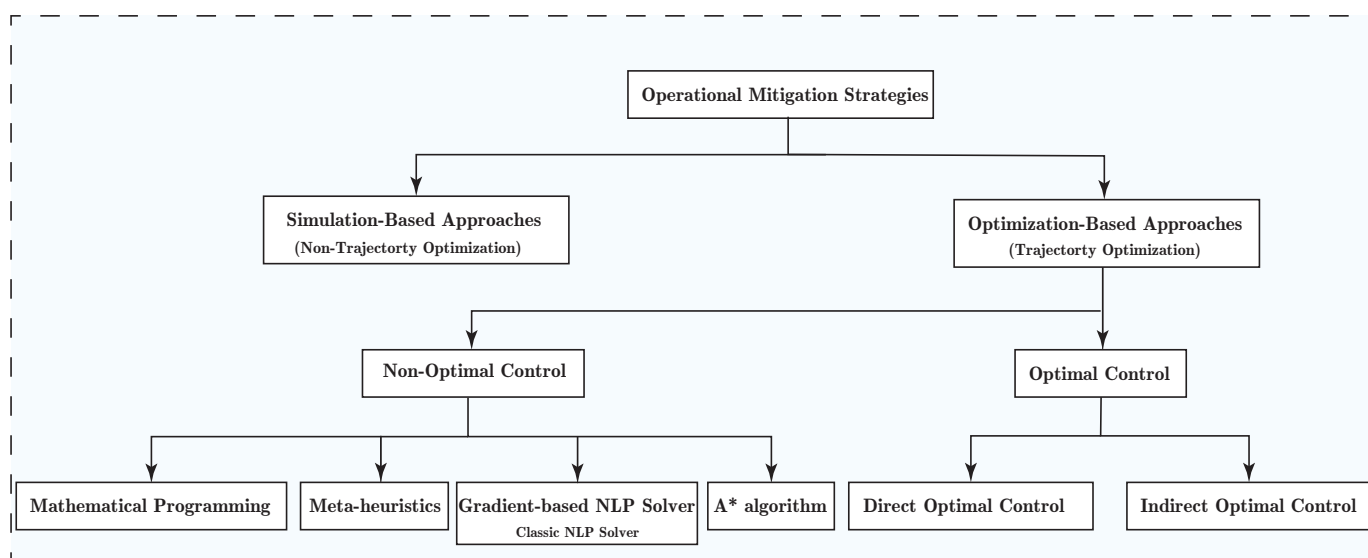 Operational Mitigation Strategies
Simulation-Based Approaches
(Non-Trajectorty Optimization)
Optimization-Based Approaches
(Trajectorty Optimization)
Non-Optimal Control
Optimal Control
Mathematical Programming
Meta-heuristics
Gradient-based NLP Solver
Classic NLP Solver
A* algorithm
Direct Optimal Control
Indirect Optimal Control